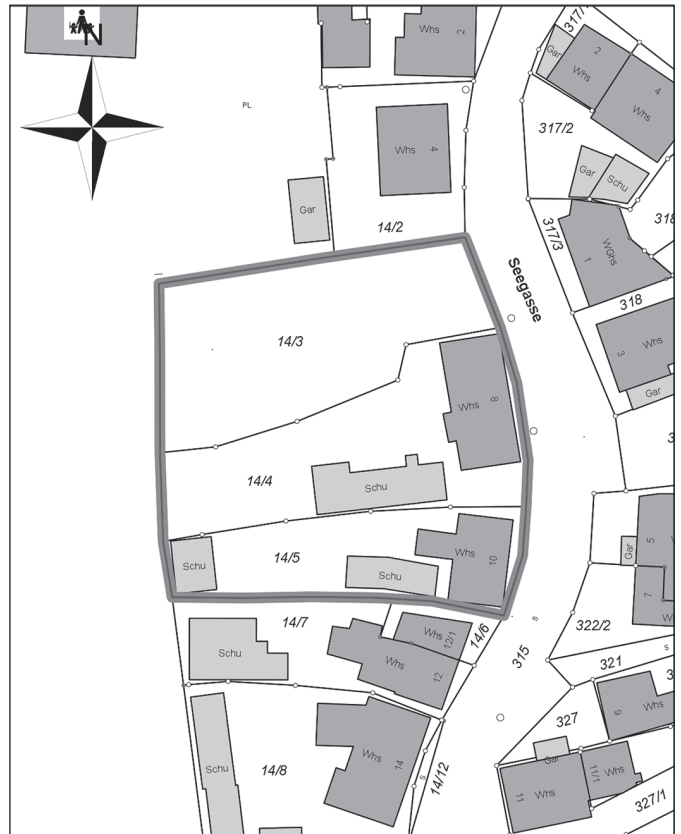 N
PL
Whs
2
317/1
Gar
2
Whs
4
Whs
317/2
Whs
4
Gar
Schu
Gar
14/2
317/3
318
WGhs
1
Seegasse
318
14/3
Whs
3
Gar
Whs
8
3
14/4
Schu
14/5
Schu
Schu
Whs
10
Gar
5
W
7
Wh
14/7
Whs
12/1
14/6
s
322/2
315
321
s
3
Schu
Whs
12
327
Whs
9
Gar
Schu
14/8
Whs
14
s
14/12
11
Whs
11/1
Whs
327/1